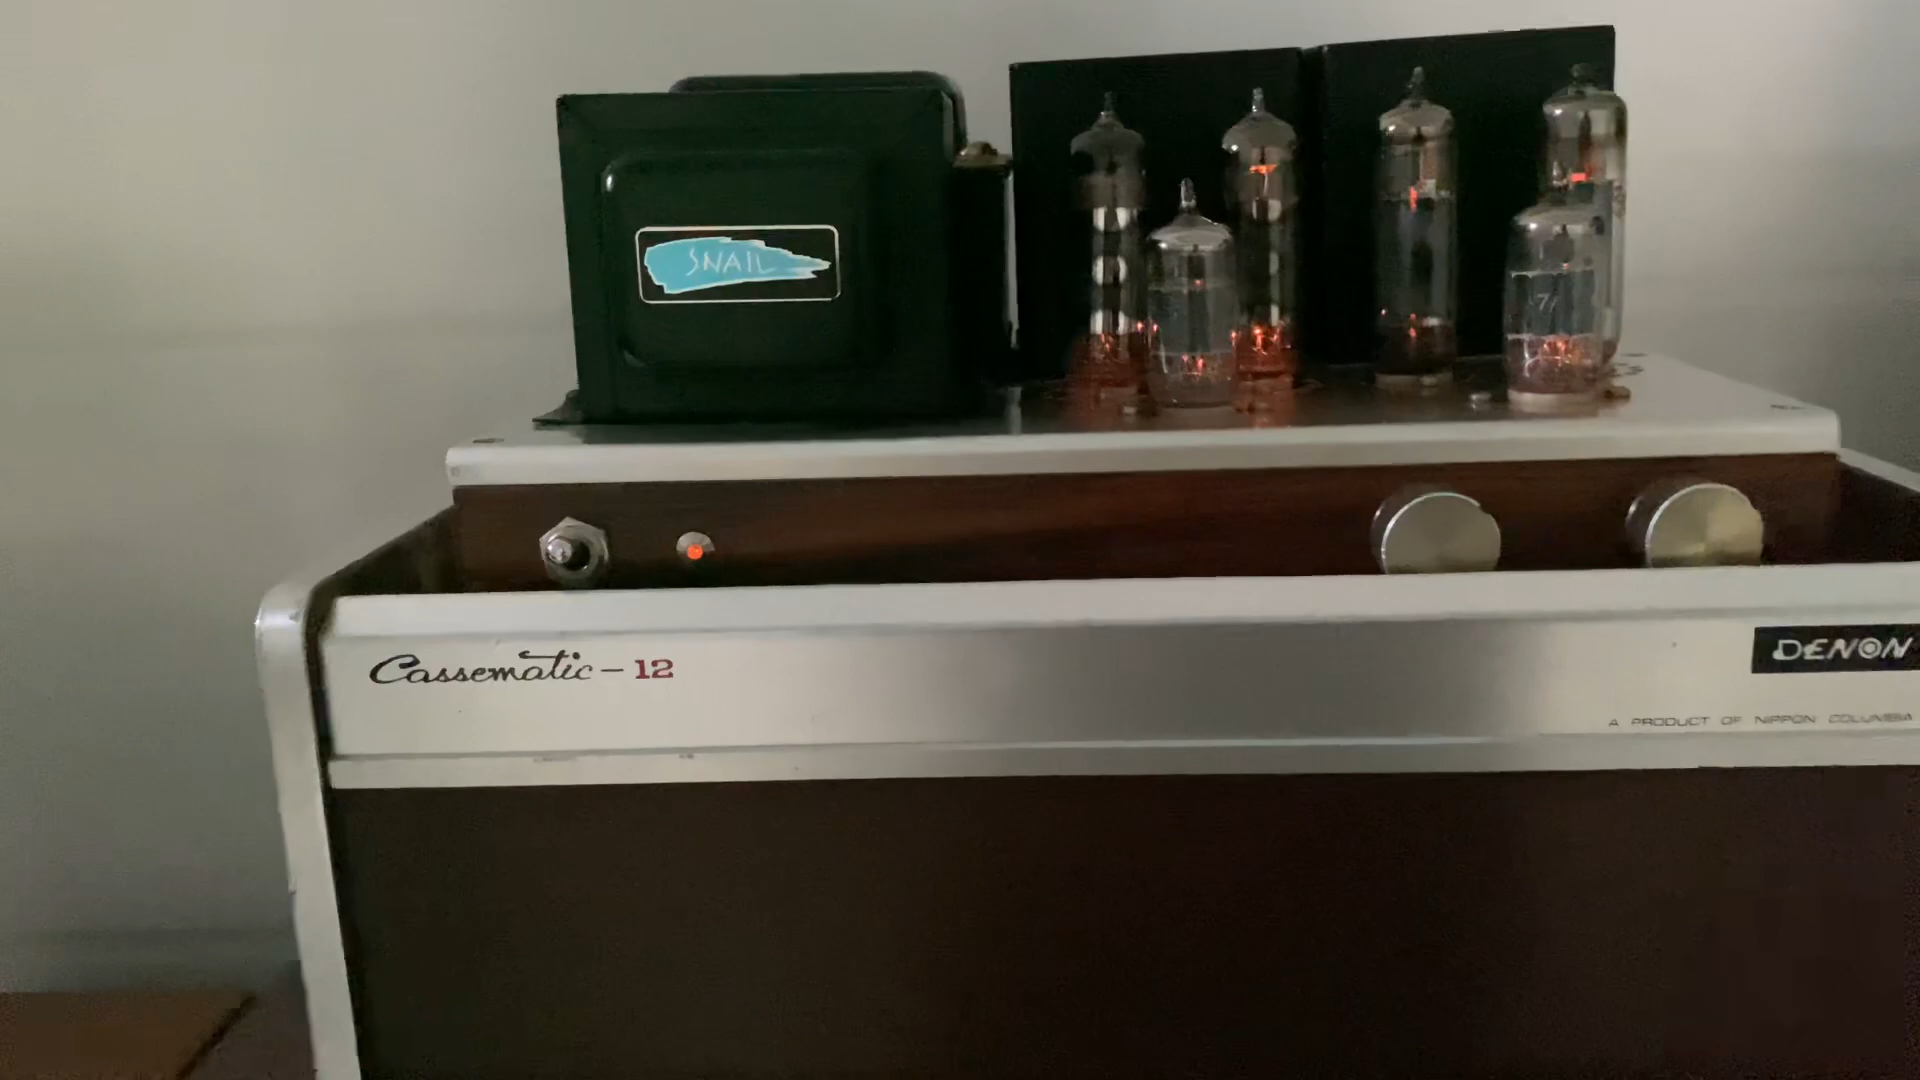 SNAIL
Cassematic-12
DENON
A PRODUCT OF NIPPON COLUMBIA